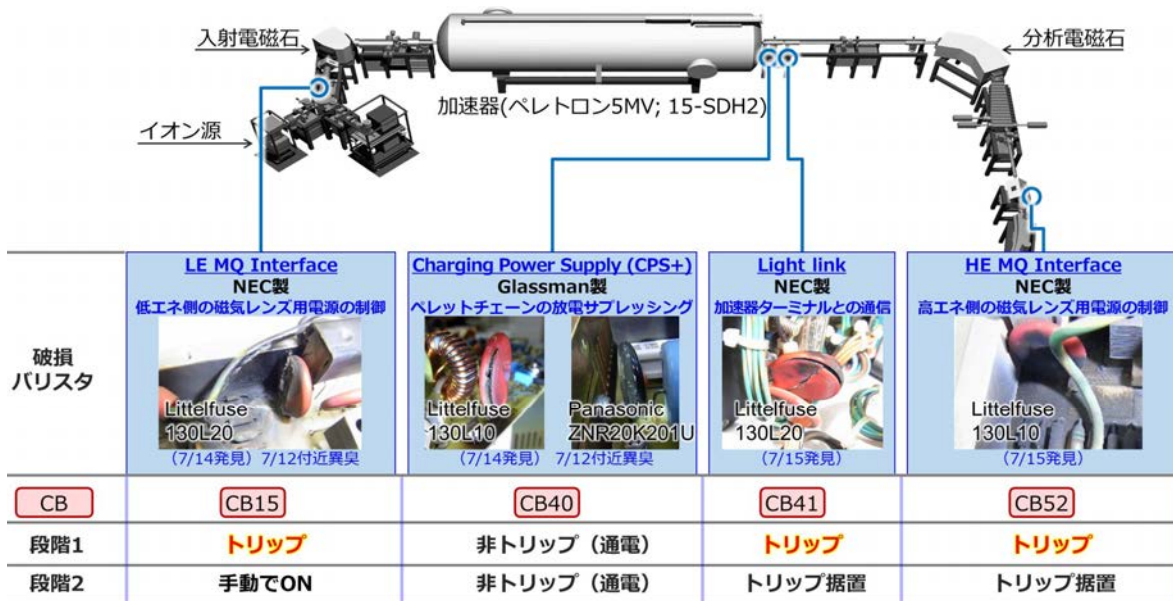 入射電磁石
分析電磁石
加速器(ペレトロン5MV; 15-SDH2)
イオン源
破損
バリスタ
LE MQ Interface
NEC製
低エネ側の磁気レンズ用電源の制御
Littelfuse
130L20
（7/14発見）7/12付近異臭
Charging Power Supply (CPS+)
Glassman製
ペレットチェーンの放電サプレッシング
Littelfuse
130L10
Panasonic
ZNR20K201U
（7/14発見） 7/12付近異臭
Light link
NEC製
加速器ターミナルとの通信
Littelfuse
130L20
（7/15発見）
HE MQ Interface
NEC製
高エネ側の磁気レンズ用電源の制御
Littelfuse
130L10
（7/15発見）
CB CB15 CB40 CB41 CB52
段階1 トリップ 非トリップ（通電） トリップ トリップ
段階2 手動でON 非トリップ（通電） トリップ据置 トリップ据置